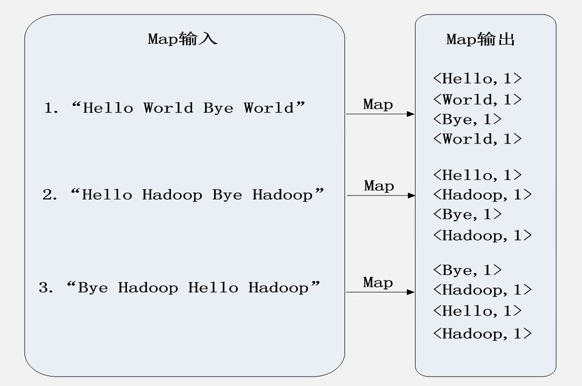 Map输入
Map输出
1. “Hello World Bye World”
Map
<Hello,1>
<World,1>
<Bye,1>
<World,1>
2. “Hello Hadoop Bye Hadoop”
Map
<Hello,1>
<Hadoop,1>
<Bye,1>
<Hadoop,1>
3. “Bye Hadoop Hello Hadoop”
Map
<Bye,1>
<Hadoop,1>
<Hello,1>
<Hadoop,1>